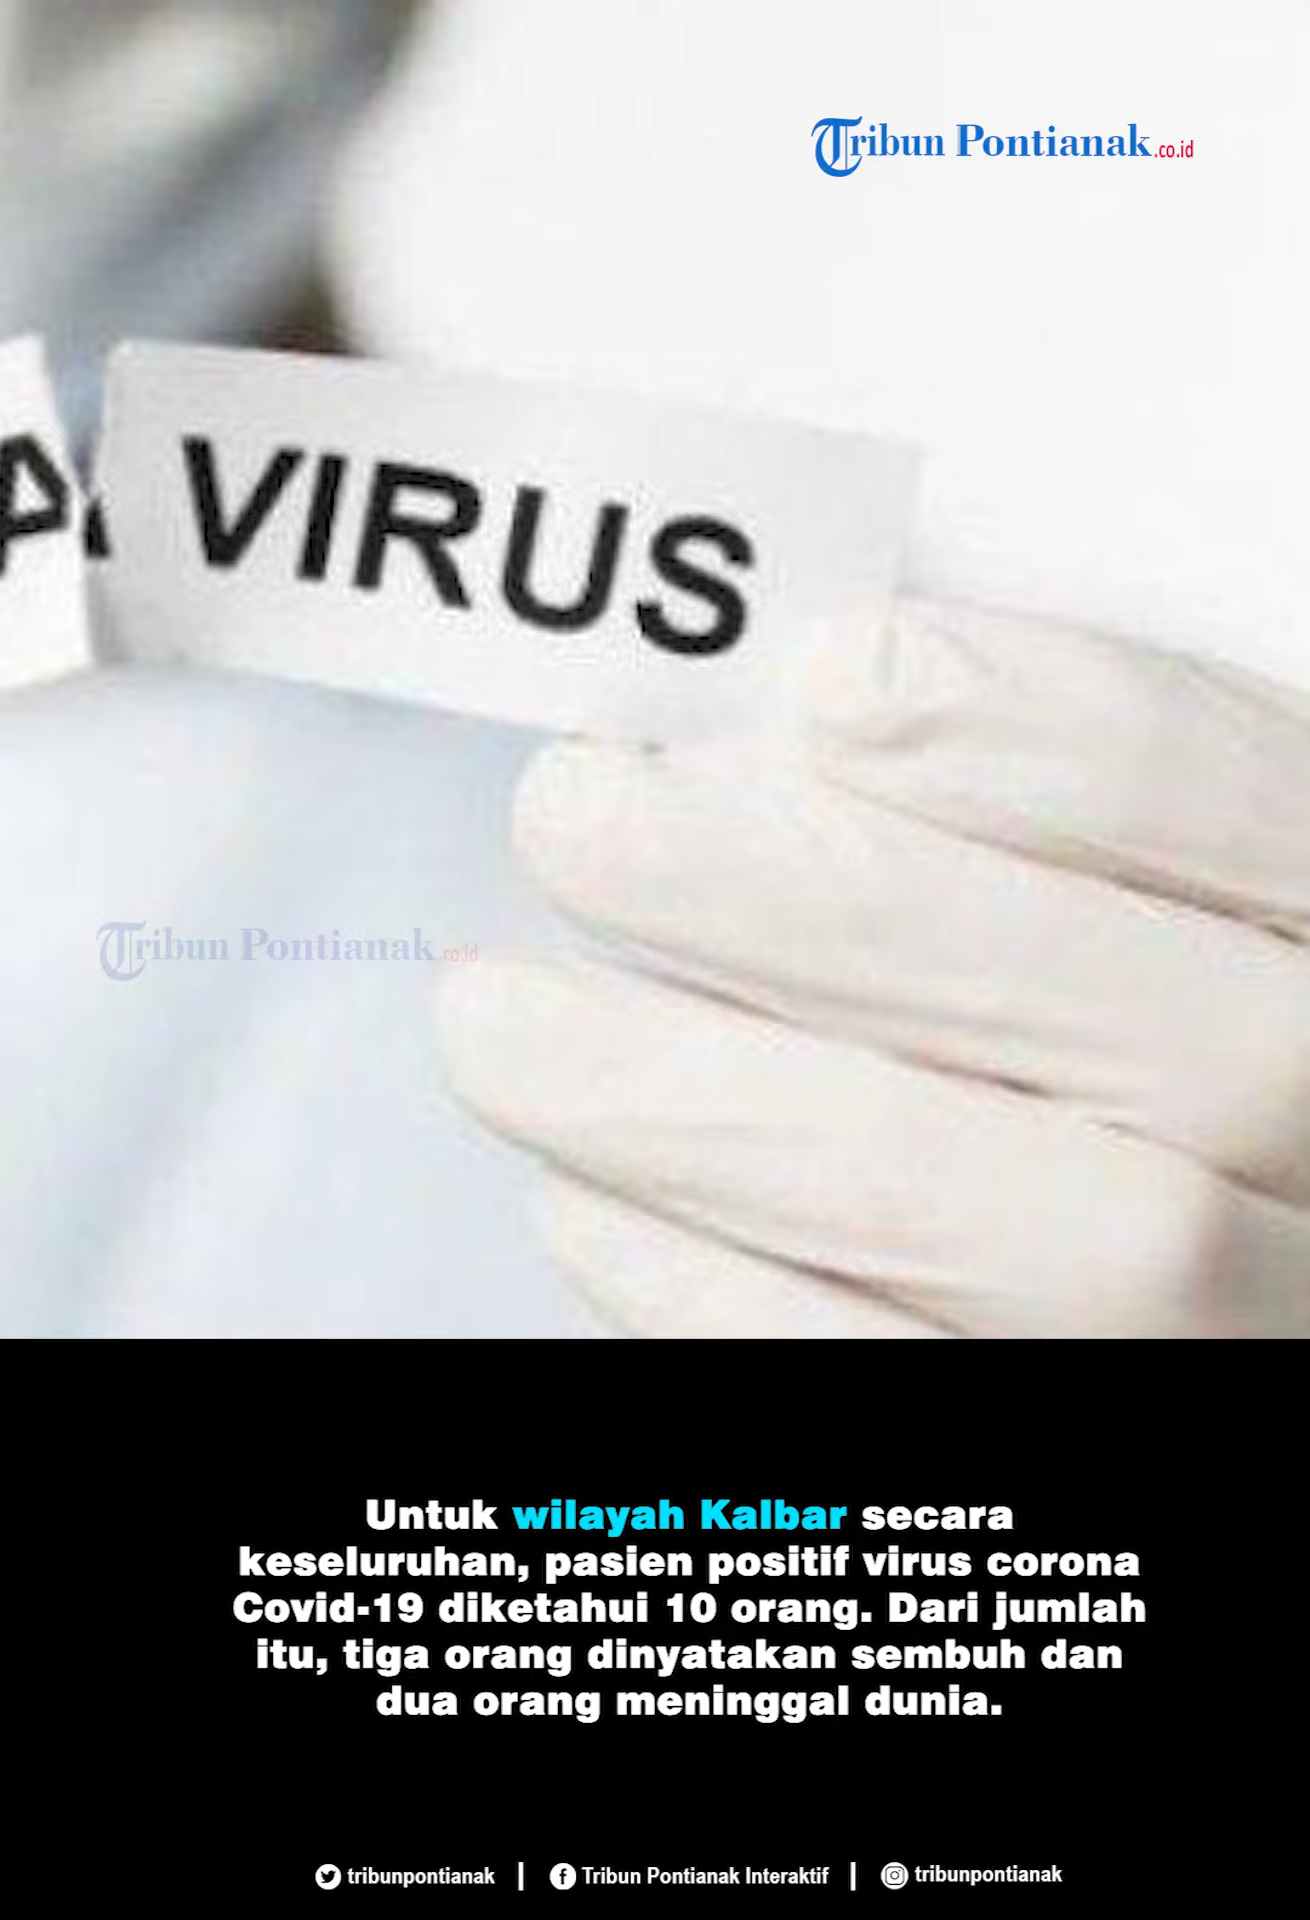 Tribun Pontianak.co.id
A VIRUS
Tribun Pontianak.co.id
Untuk wilayah Kalbar secara
keseluruhan, pasien positif virus corona
Covid-19 diketahui 10 orang. Dari jumlah
itu, tiga orang dinyatakan sembuh dan
dua orang meninggal dunia.
tribunpontianak | Tribun Pontianak Interaktif | tribunpontianak